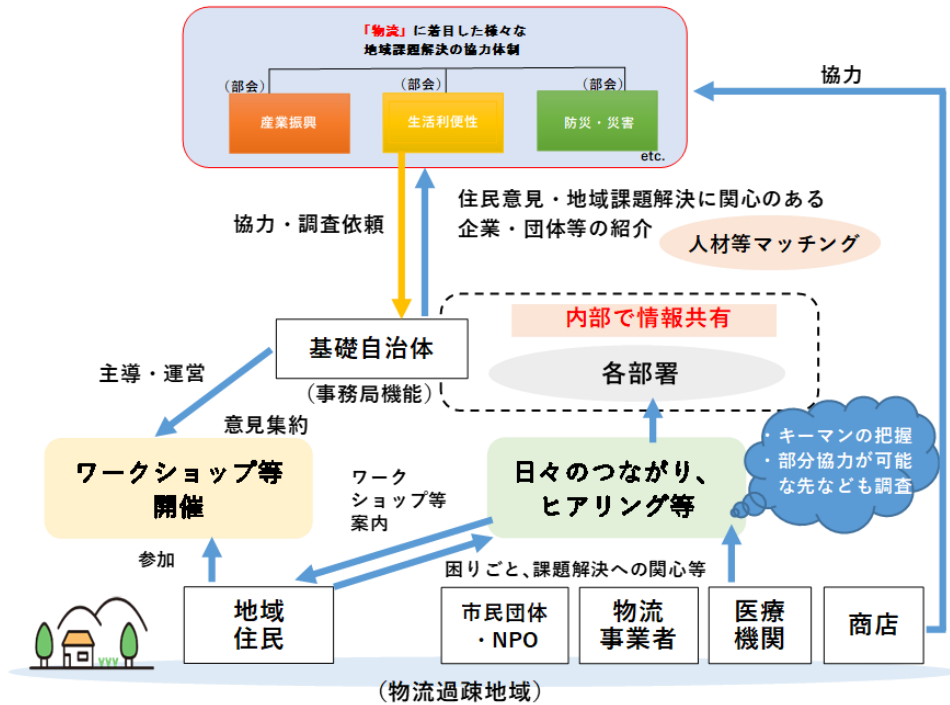 「物流」に着目した様々な
地域課題解決の協力体制
(部会)
(部会)
(部会)
産業振興
生活利便性
防災・災害
etc.
協力
協力・調査依頼
住民意見・地域課題解決に関心のある
企業・団体等の紹介
人材等マッチング
内部で情報共有
基礎自治体
各部署
(事務局機能)
主導・運営
意見集約
・キーマンの把握
・部分協力が可能
な先なども調査
ワークショップ等
開催
ワーク
ショップ等
案内
日々のつながり、
ヒアリング等
参加
困りごと、課題解決への関心等
地域
住民
市民団体
・NPO
物流
事業者
医療
機関
商店
(物流過疎地域)